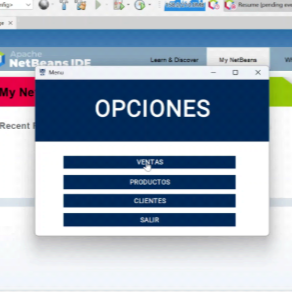 Resume (pending eve
Apache
NetBeans IDE
Learn & Discover
My NetBeans
My Ne
Recent
Menu
OPCIONES
VENTAS
PRODUCTOS
CLIENTES
SALIR